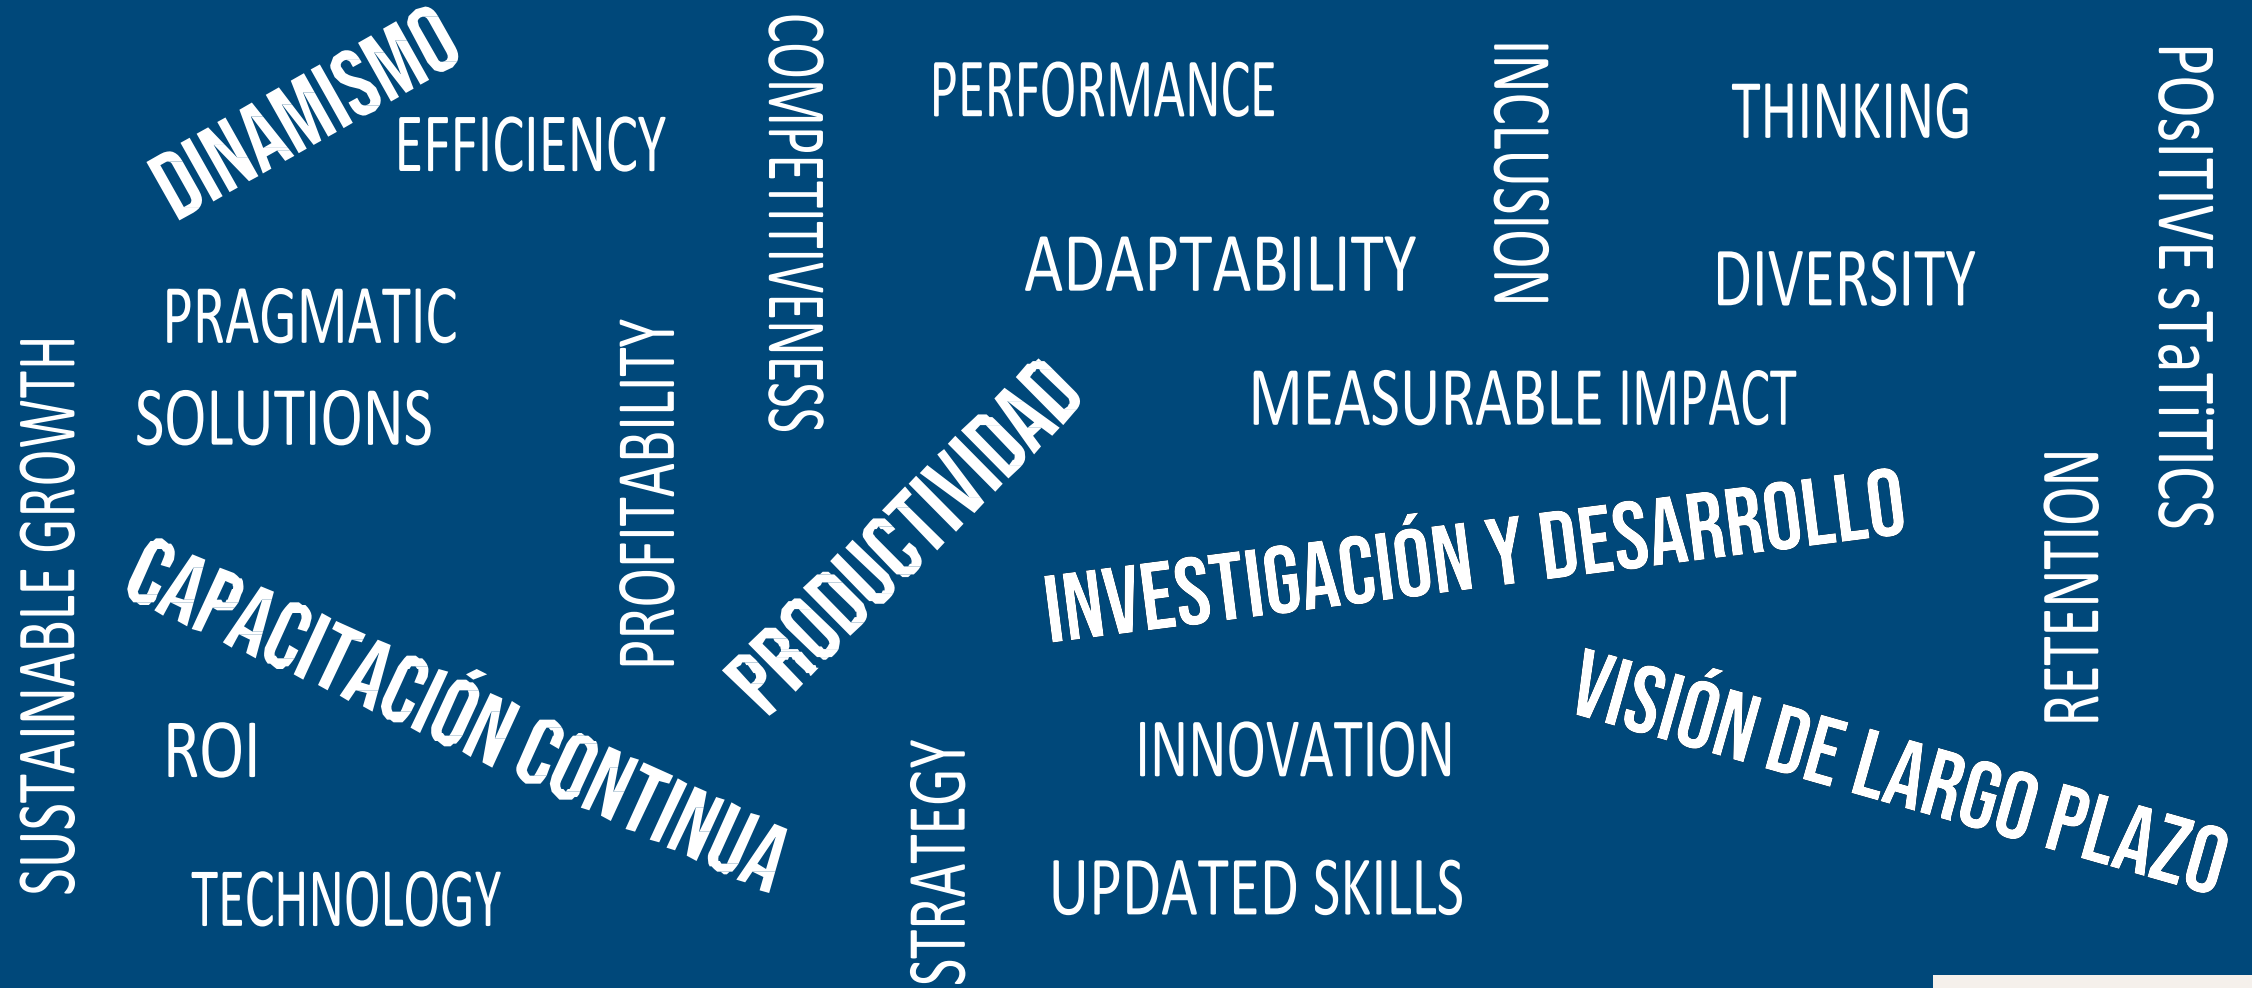 DINAMISMO
EFFICIENCY
COMPETITIVENESS
PERFORMANCE
INCLUSION
THINKING
POsITIVE sTaTïTICS
ADAPTABILITY
DIVERSITY
PRAGMATIC
SOLUTIONS
SUSTAINABLE GROWTH
PROFITABILITY
PRODUCTIVIDAD
MEASURABLE IMPACT
INVESTIGACIÓN Y DESARROLLO
RETENTION
CAPACITACIÓN CONTINUA
VISIÓN DE LARGO PLAZO
ROI
INNOVATION
STRATEGY
TECHNOLOGY
UPDATED SKILLS